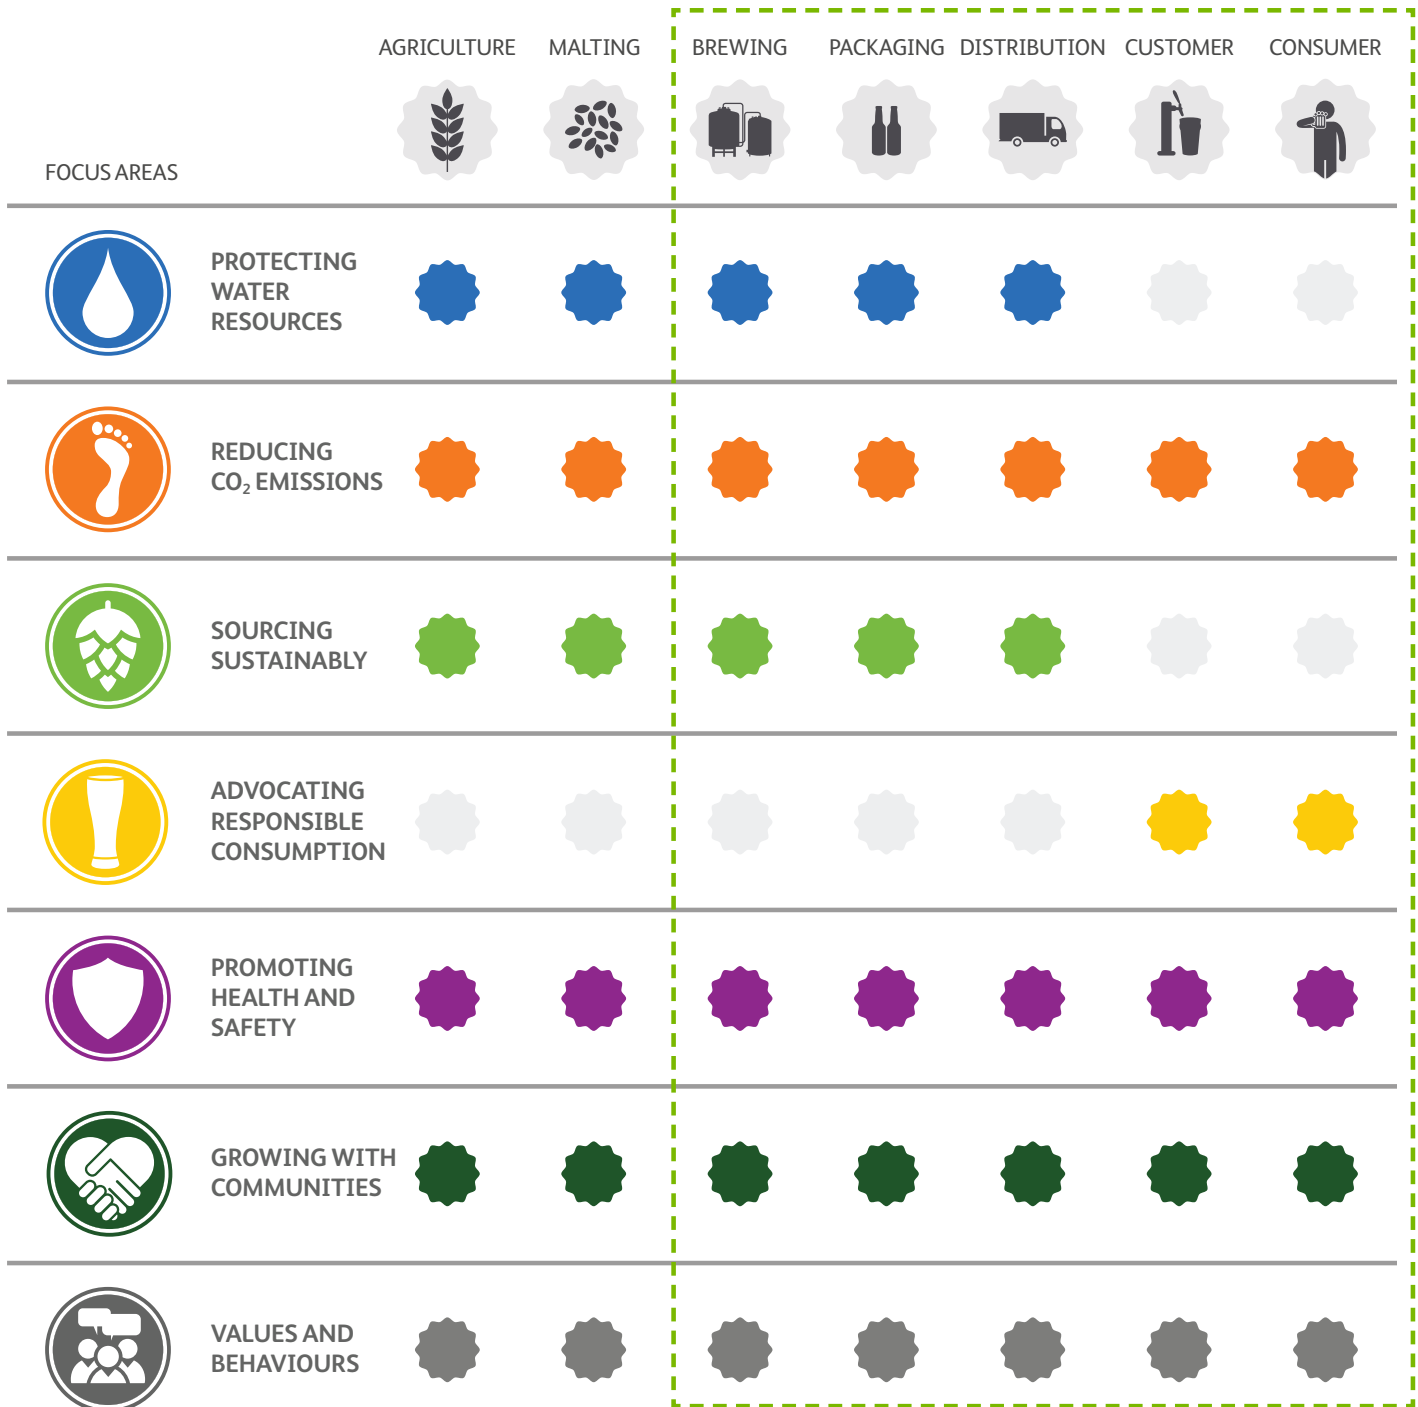 AGRICULTURE MALTING BREWING PACKAGING DISTRIBUTION CUSTOMER CONSUMER
FOCUS AREAS
PROTECTING
WATER
RESOURCES
REDUCING
CO₂ EMISSIONS
SOURCING
SUSTAINABLY
ADVOCATING
RESPONSIBLE
CONSUMPTION
PROMOTING
HEALTH AND
SAFETY
GROWING WITH
COMMUNITIES
VALUES AND
BEHAVIOURS